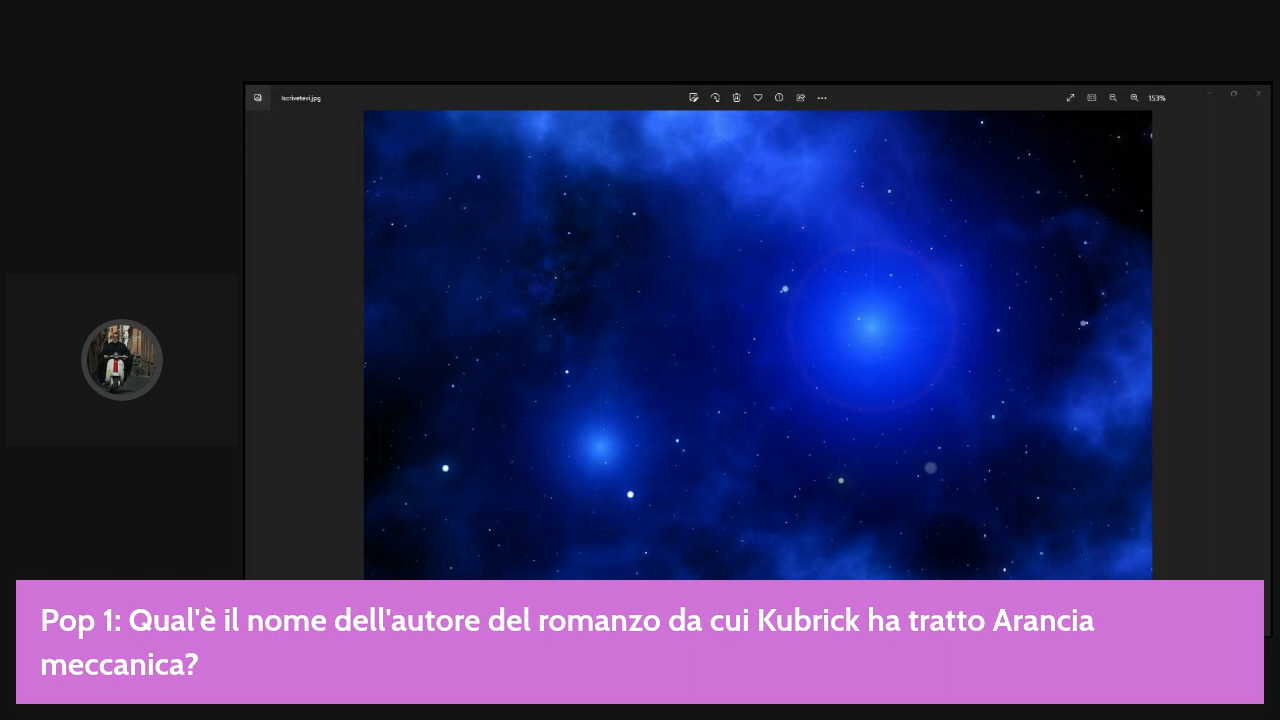 Iscrivetevi.jpg
153%
Pop 1: Qual'è il nome dell'autore del romanzo da cui Kubrick ha tratto Arancia
meccanica?